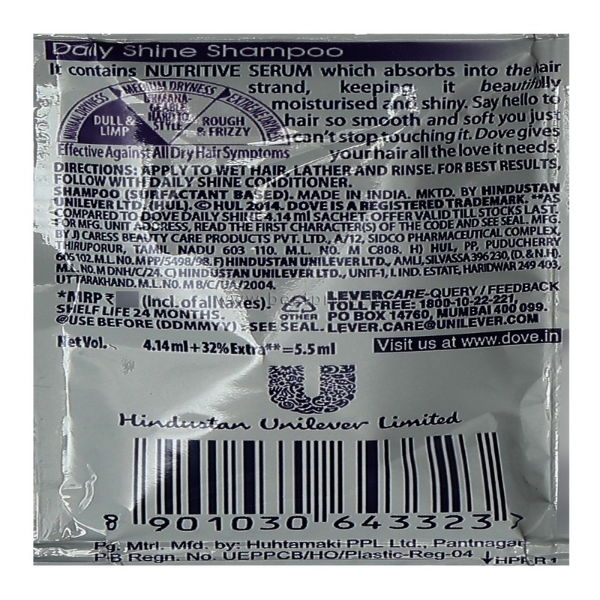 Daily Shine Shampoo
It contains NUTRITIVE SERUM which absorbs into the hair
strand, keeping it beautifully
moisturised and shiny. Say hello to
hair so smooth and soft you just
can't stop touching it. Dove gives
your hair all the love it needs.
MINIMAL DRYNESS MEDIUM DRYNESS EXTREME DRYNESS
DULL & LIMP
UNMANAGEABLE HARD TO STYLE
ROUGH & FRIZZY
Effective Against All Dry Hair Symptoms
DIRECTIONS: APPLY TO WET HAIR, LATHER AND RINSE. FOR BEST RESULTS,
FOLLOW WITH DAILY SHINE CONDITIONER.
SHAMPOO (SURFACTANT BASED). MADE IN INDIA. MKTD. BY HINDUSTAN
UNILEVER LTD. (HUL). ©HUL 2014. DOVE IS A REGISTERED TRADEMARK. **AS
COMPARED TO DOVE DAILY SHINE 4.14 ml SACHET. OFFER VALID TILL STOCKS LAST.
FOR MFG. UNIT ADDRESS, READ THE FIRST CHARACTER(S) OF THE CODE AND SEE SEAL. MFG.
BY J) CARESS BEAUTY CARE PRODUCTS PVT. LTD., A/12, SIDCO PHARMACEUTICAL COMPLEX,
THIRUPORUR, TAMIL NADU 603 110. M.L. NO. M C808. H) HUL, PP, PUDUCHERRY
605102. M.L. NO. M PP/5498/98. F) HINDUSTAN UNILEVER LTD., AMLI, SILVASSA 396 230, (D. & N.H).
M.L. NO. M DNH/C/24. C) HINDUSTAN UNILEVER LTD., UNIT-1, I.IND. ESTATE, HARIDWAR 249 403,
UTTARAKHAND. M.L. NO. M 8/C/UA/2004.
*MRP ₹ (Incl. of all taxes).
SHELF LIFE 24 MONTHS.
@USE BEFORE (DDMMYY) - SEE SEAL.
7
OTHER
LEVERCARE-QUERY / FEEDBACK
TOLL FREE: 1800-10-22-221,
PO BOX 14760, MUMBAI 400 099.
LEVER.CARE@UNILEVER.COM
Net Vol. 4.14 ml + 32% Extra** = 5.5 ml
Visit us at www.dove.in
Hindustan Unilever Limited
8 901030 643323 7
Pg. Mtrl. Mfd. by: Huhtamaki PPL Ltd., Pantnagar
PB Regn. No. UEPPCB/HO/Plastic-Reg-04